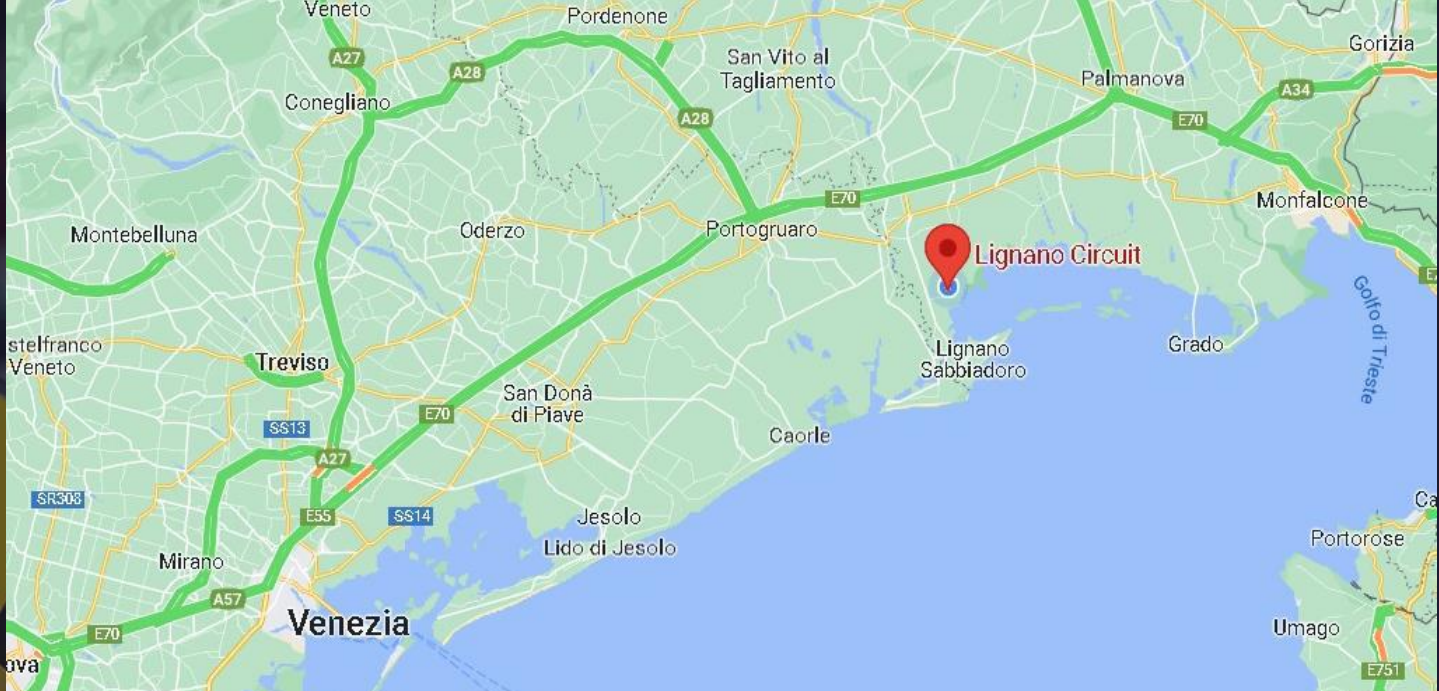 Veneto
Pordenone
A27
A28
San Vito al
Tagliamento
Gorizia
Palmanova
Conegliano
A34
A28
E70
E70
Monfalcone
Montebelluna
Oderzo
Portogruaro
Lignano Circuit
Golfo di Trieste
stelfranco
Veneto
Treviso
Lignano
Sabbiadoro
Grado
San Donà
di Piave
E70
SS13
Caorle
A27
SR308
E55
SS14
Jesolo
Lido di Jesolo
Portorose
Mirano
A57
Venezia
E70
Umago
ova
E751